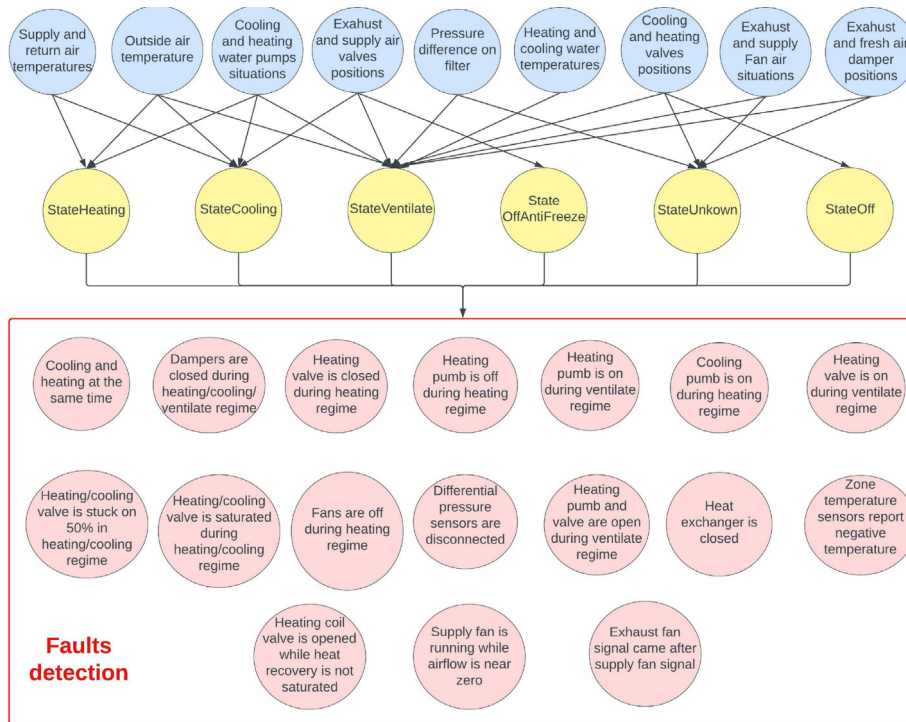 Supply and
return air
temperatures
Outside air
temperature
Cooling
and heating
water pumps
situations
Exahust
and supply air
valves
positions
Pressure
difference on
filter
Heating and
cooling water
temperatures
Cooling
and heating
valves
positions
Exahust
and supply
Fan air
situations
Exahust
and fresh air
damper
positions
StateHeating
StateCooling
StateVentilate
State
OffAntiFreeze
StateUnkown
StateOff
Cooling and
heating at the
same time
Dampers are
closed during
heating/cooling/
ventilate regime
Heating
valve is closed
during heating
regime
Heating
pumb is off
during heating
regime
Heating
pumb is on
during ventilate
regime
Cooling
pumb is on
during heating
regime
Heating
valve is on
during ventilate
regime
Heating/cooling
valve is stuck on
50% in
heating/cooling
regime
Heating/cooling
valve is saturated
during
heating/cooling
regime
Fans are off
during heating
regime
Differential
pressure
sensors are
disconnected
Heating
pumb and
valve are open
during ventilate
regime
Heat
exchanger is
closed
Zone
temperature
sensors report
negative
temperature
Faults
detection
Heating coil
valve is opened
while heat
recovery is not
saturated
Supply fan is
running while
airflow is near
zero
Exhaust fan
signal came after
supply fan signal